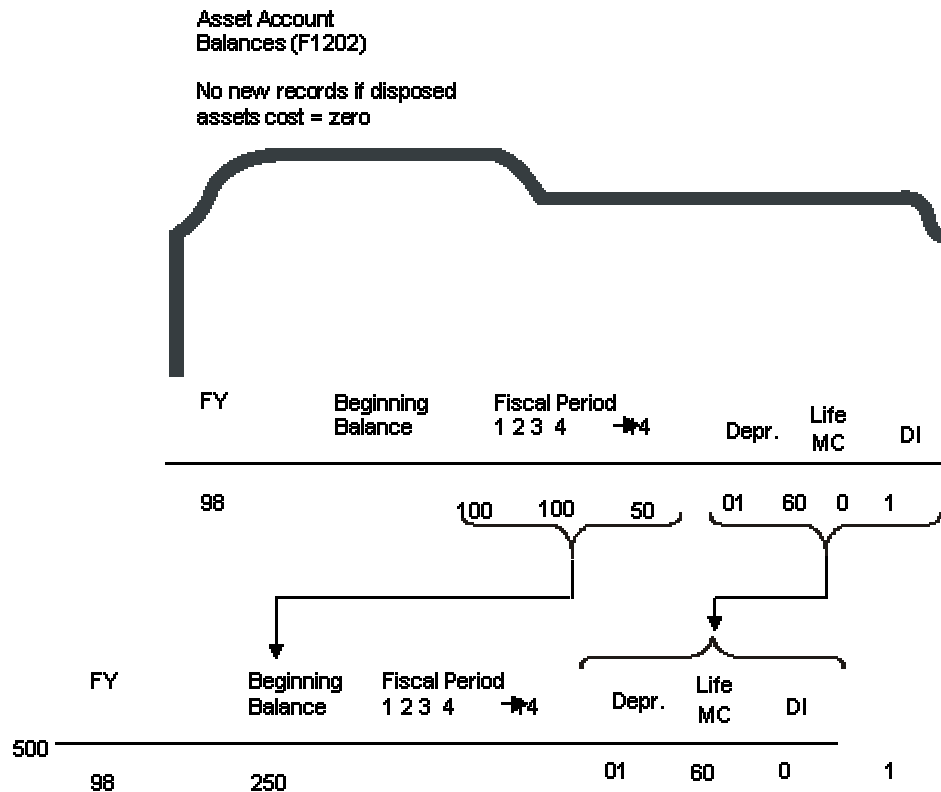 Asset Account
Balances (F1202)
No new records if disposed
assets cost = zero
FY Beginning Balance Fiscal Period
1 2 3 4 14 Depr. Life MC DI
98 100 100 50 01 60 0 1
FY Beginning Balance Fiscal Period
1 2 3 4 14 Depr. Life MC DI
500
98 250 01 60 0 1